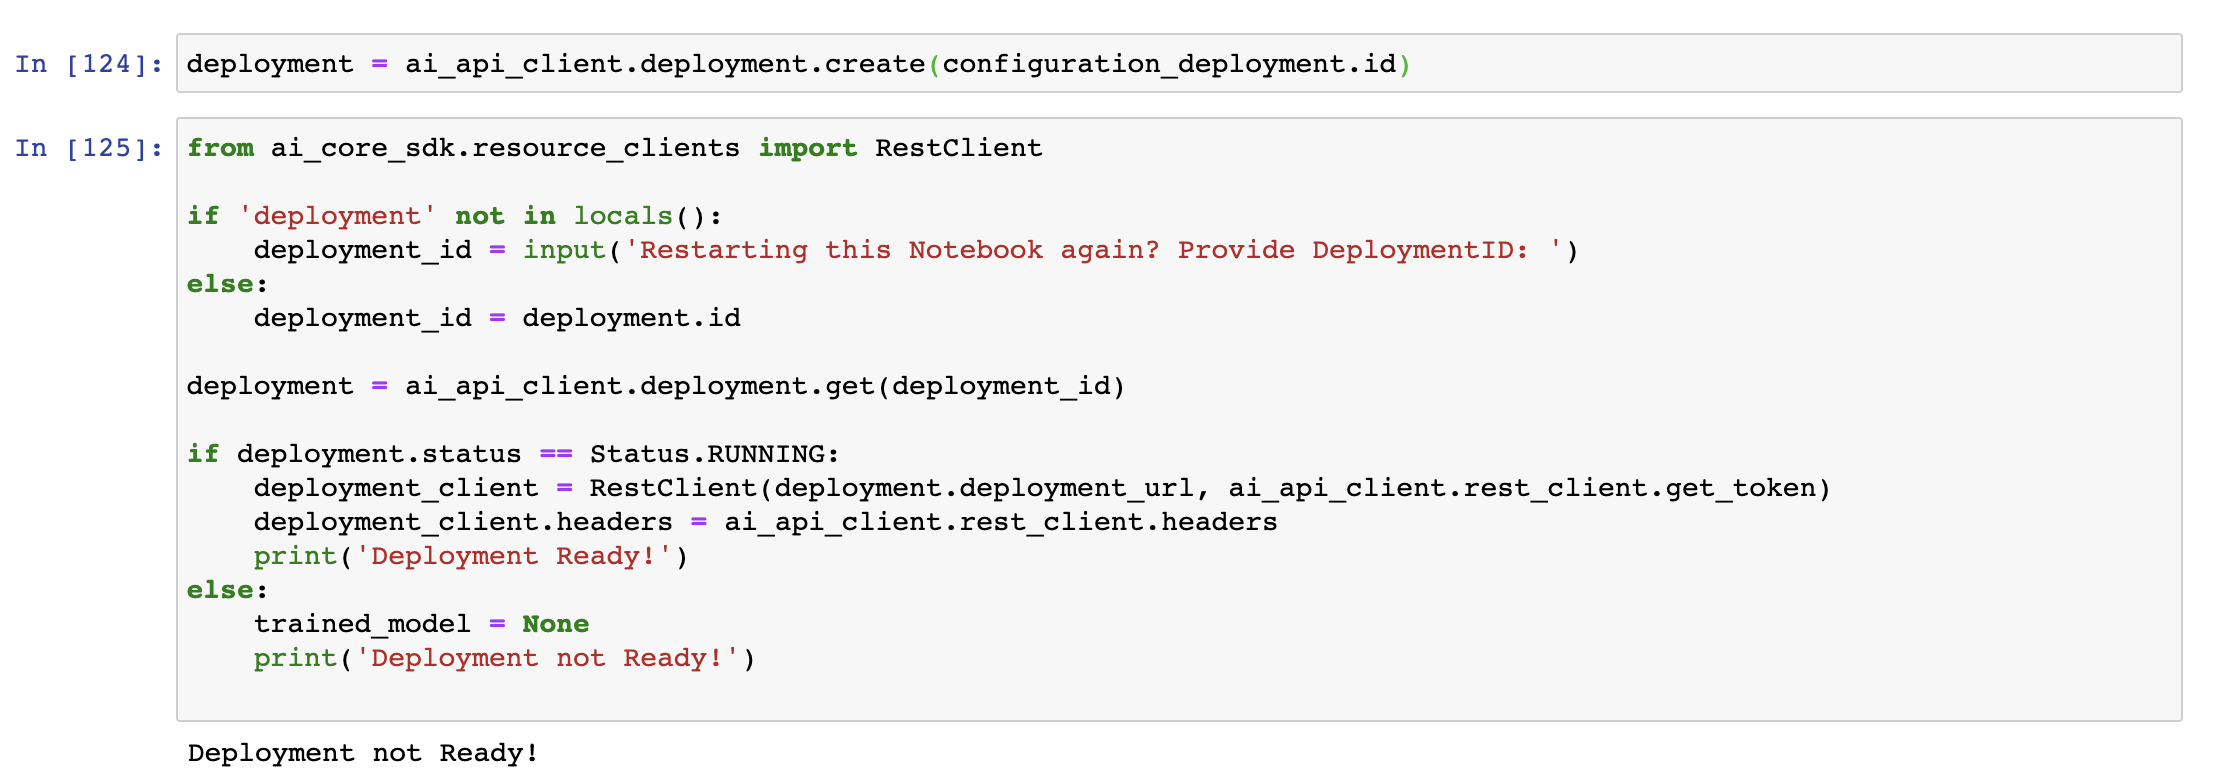 In [124]: deployment = ai_api_client.deployment.create(configuration_deployment.id)
In [125]: from ai_core_sdk.resource_clients import RestClient

if 'deployment' not in locals():
    deployment_id = input('Restarting this Notebook again? Provide DeploymentID: ')
else:
    deployment_id = deployment.id

deployment = ai_api_client.deployment.get(deployment_id)

if deployment.status == Status.RUNNING:
    deployment_client = RestClient(deployment.deployment_url, ai_api_client.rest_client.get_token)
    deployment_client.headers = ai_api_client.rest_client.headers
    print('Deployment Ready!')
else:
    trained_model = None
    print('Deployment not Ready!')

Deployment not Ready!